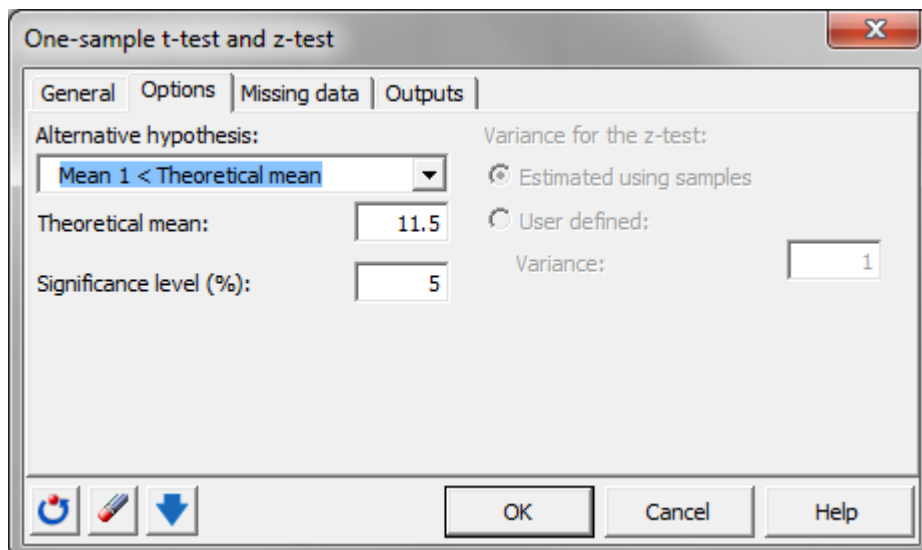 One-sample t-test and z-test
X
General Options Missing data Outputs
Alternative hypothesis:
Mean 1 < Theoretical mean
Theoretical mean: 11.5
Significance level (%): 5
Variance for the z-test:
Estimated using samples
User defined:
Variance: 1
OK Cancel Help